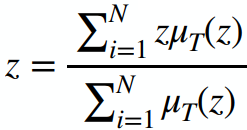 z = \frac{\sum_{i=1}^{N} z\mu_T(z)}{\sum_{i=1}^{N} \mu_T(z)}